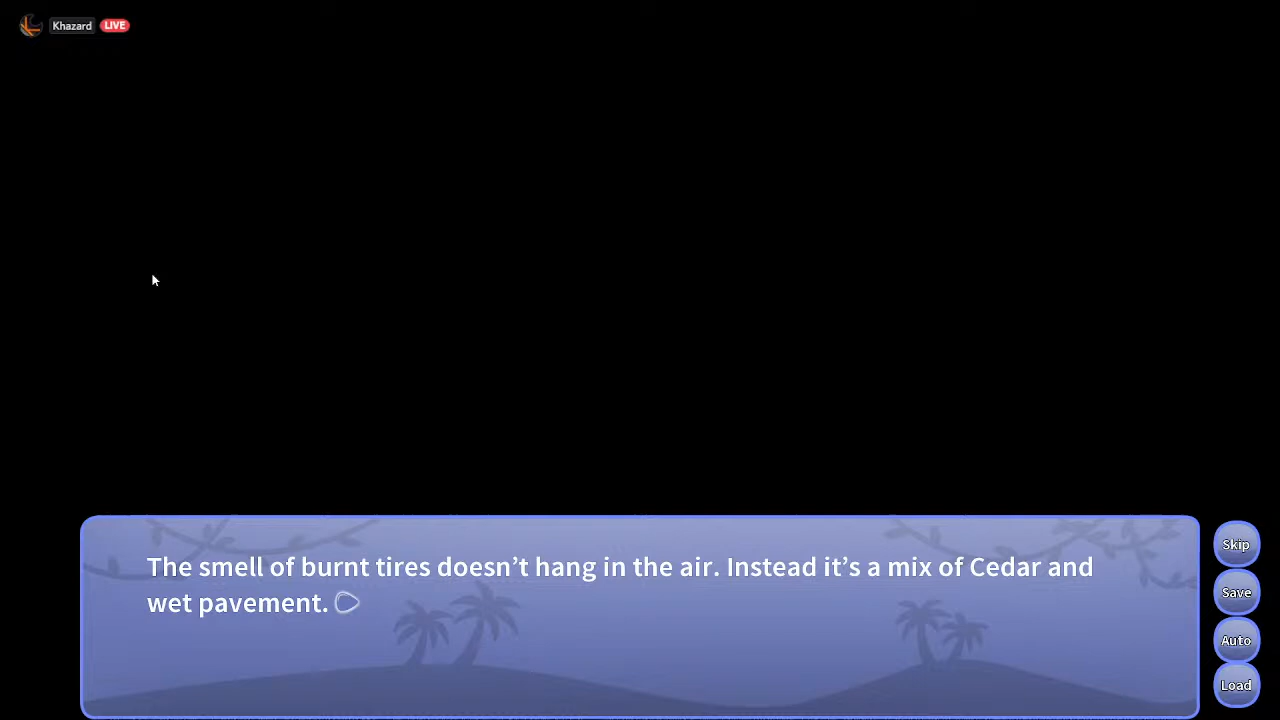 Khazard LIVE
The smell of burnt tires doesn’t hang in the air. Instead it’s a mix of Cedar and
wet pavement.
Skip
Save
Auto
Load